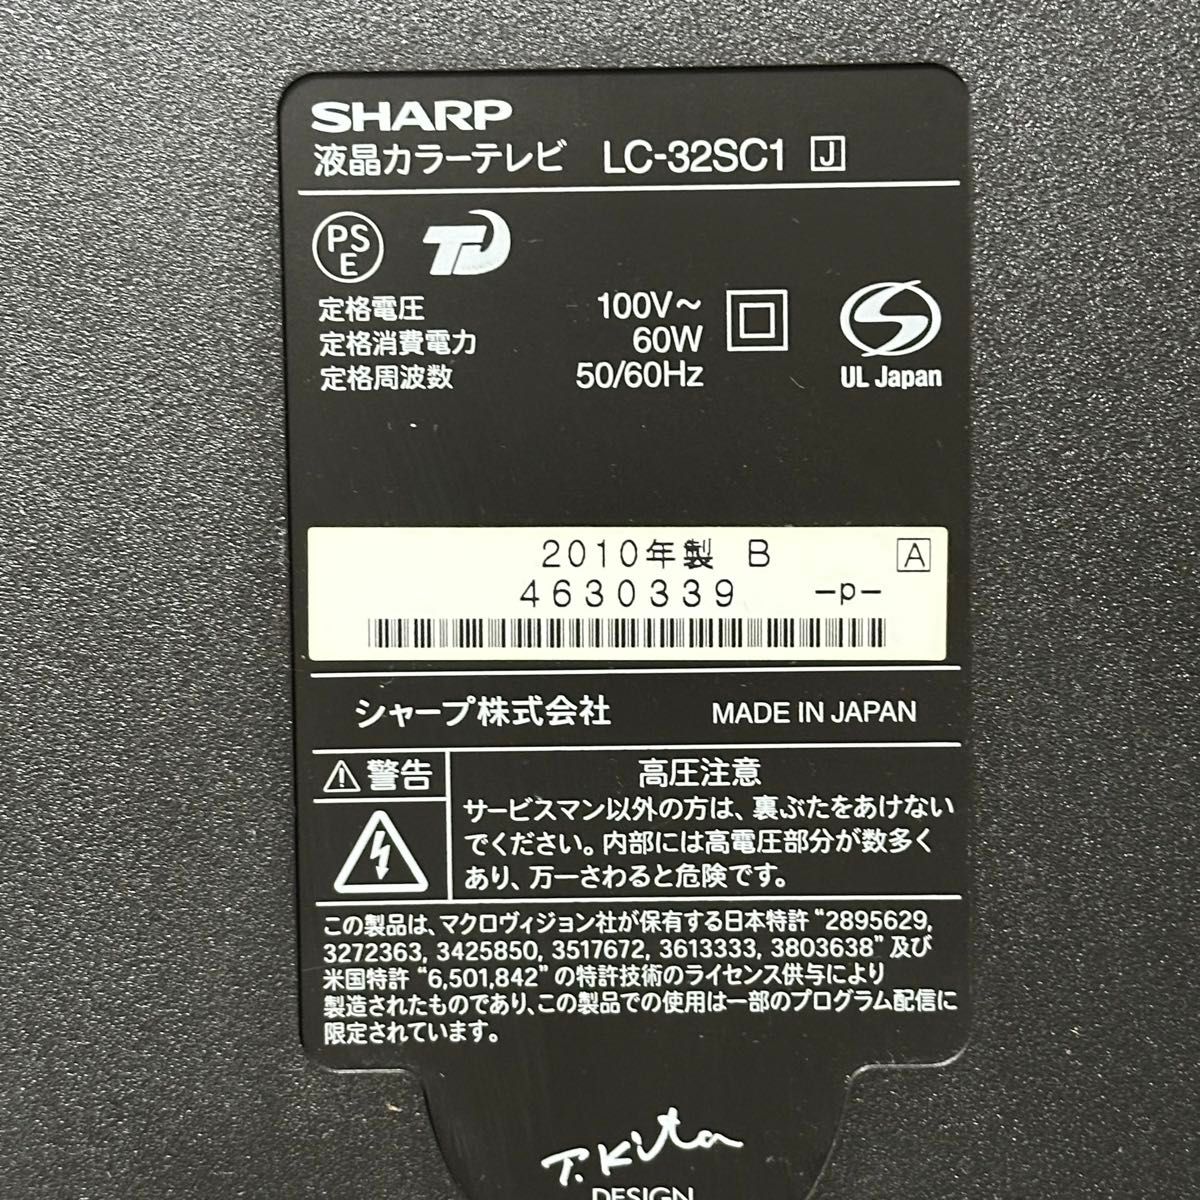 SHARP
液晶カラーテレビ LC-32SC1 J
PS
E
定格電圧 100V～
定格消費電力 60W
定格周波数 50/60Hz
UL Japan
2010年製 B A
4630339 -p-
シャープ株式会社 MADE IN JAPAN
警告
高圧注意
サービスマン以外の方は、裏ぶたをあけない
でください。内部には高電圧部分が数多く
あり、万一さわると危険です。
この製品は、マクロヴィジョン社が保有する日本特許 “2895629,
3272363, 3425850, 3517672, 3613333, 3803638” 及び
米国特許 “6,501,842” の特許技術のライセンス供与により
製造されたものであり、この製品での使用は一部のプログラム配信に
限定されています。
T.Kita
DESIGN